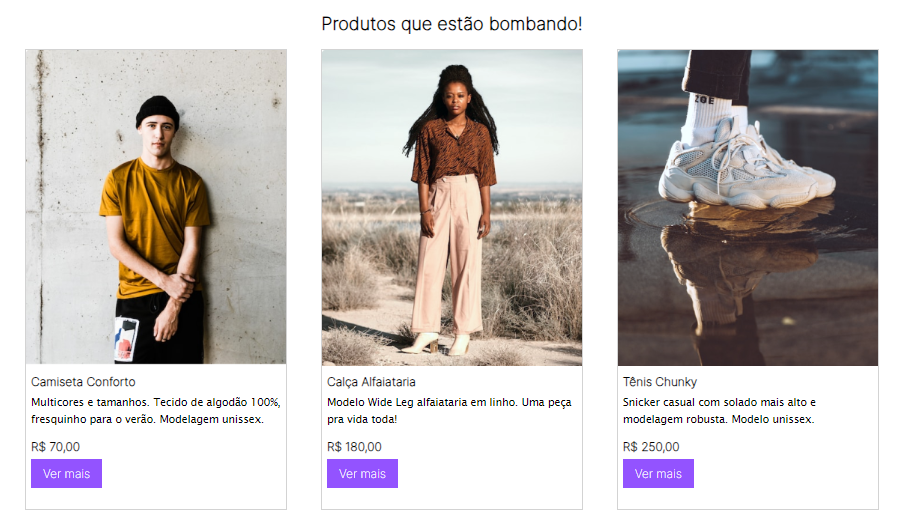 Produtos que estão bombando!
ZOE
Camiseta Conforto
Multicores e tamanhos. Tecido de algodão 100%,
fresquinho para o verão. Modelagem unissex.
R$ 70,00
Ver mais
Calça Alfaiataria
Modelo Wide Leg alfaiataria em linho. Uma peça
pra vida toda!
R$ 180,00
Ver mais
Tênis Chunky
Snicker casual com solado mais alto e
modelagem robusta. Modelo unissex.
R$ 250,00
Ver mais